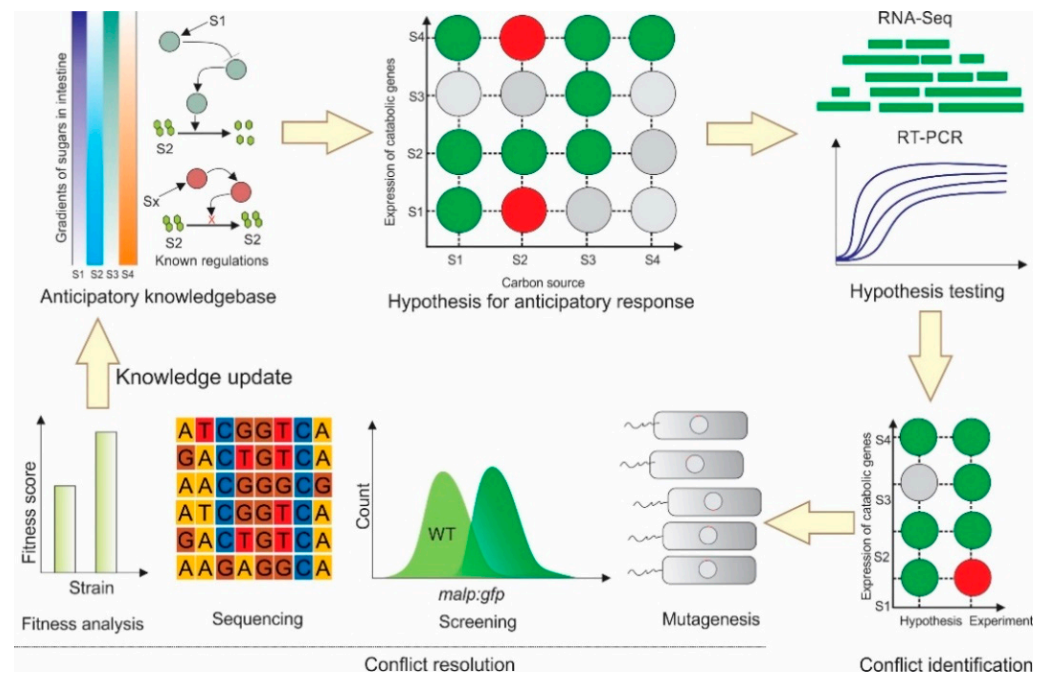 Gradients of sugars in intestine
S1
S2
Sx
S2
S2
Known regulations
S1 S2 S3 S4
Anticipatory knowledgebase
Expression of catabolic genes
S4
S3
S2
S1
S1 S2 S3 S4
Carbon source
Hypothesis for anticipatory response
RNA-Seq
RT-PCR
Hypothesis testing
Knowledge update
Fitness score
Strain
Fitness analysis
A T C G G T C A
G A C T G T C A
A A C G G G C G
A T C G G T C A
G A C T G T C A
A A G A G G C A
Sequencing
Count
WT
malp:gfp
Screening
Mutagenesis
Expression of catabolic genes
S4
S3
S2
S1
Hypothesis Experiment
Conflict resolution
Conflict identification